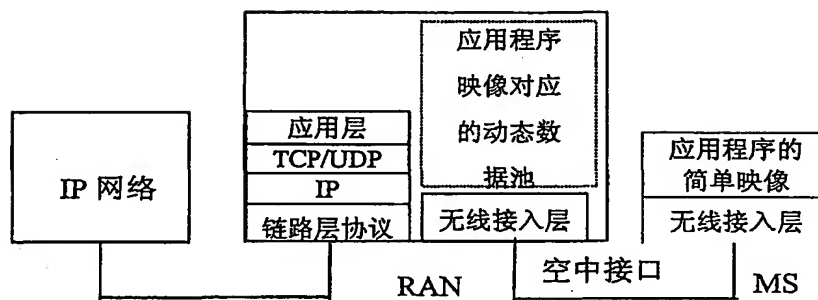 应用程序
映像对应
的动态数
据池
应用层
TCP/UDP
IP
链路层协议
无线接入层
IP 网络
应用程序的
简单映像
无线接入层
空中接口
RAN
MS